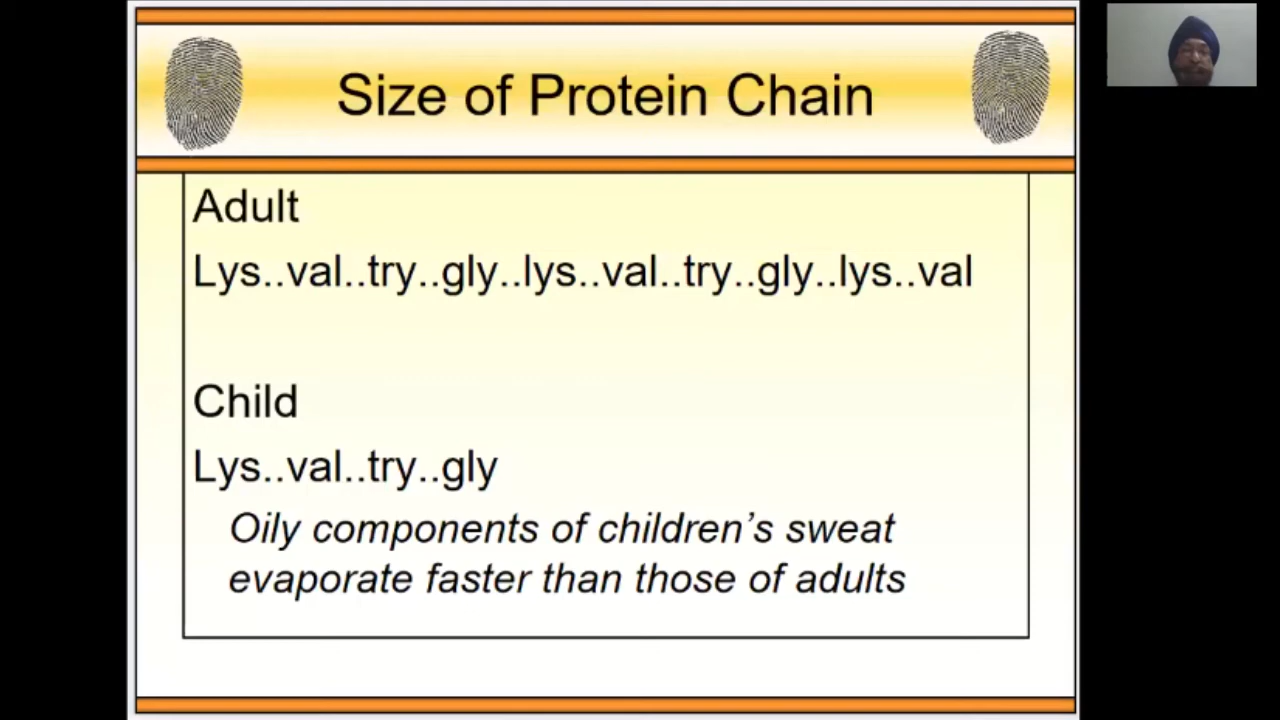 Size of Protein Chain
Adult
Lys..val..try..gly..lys..val..try..gly..lys..val
Child
Lys..val..try..gly
Oily components of children’s sweat
evaporate faster than those of adults